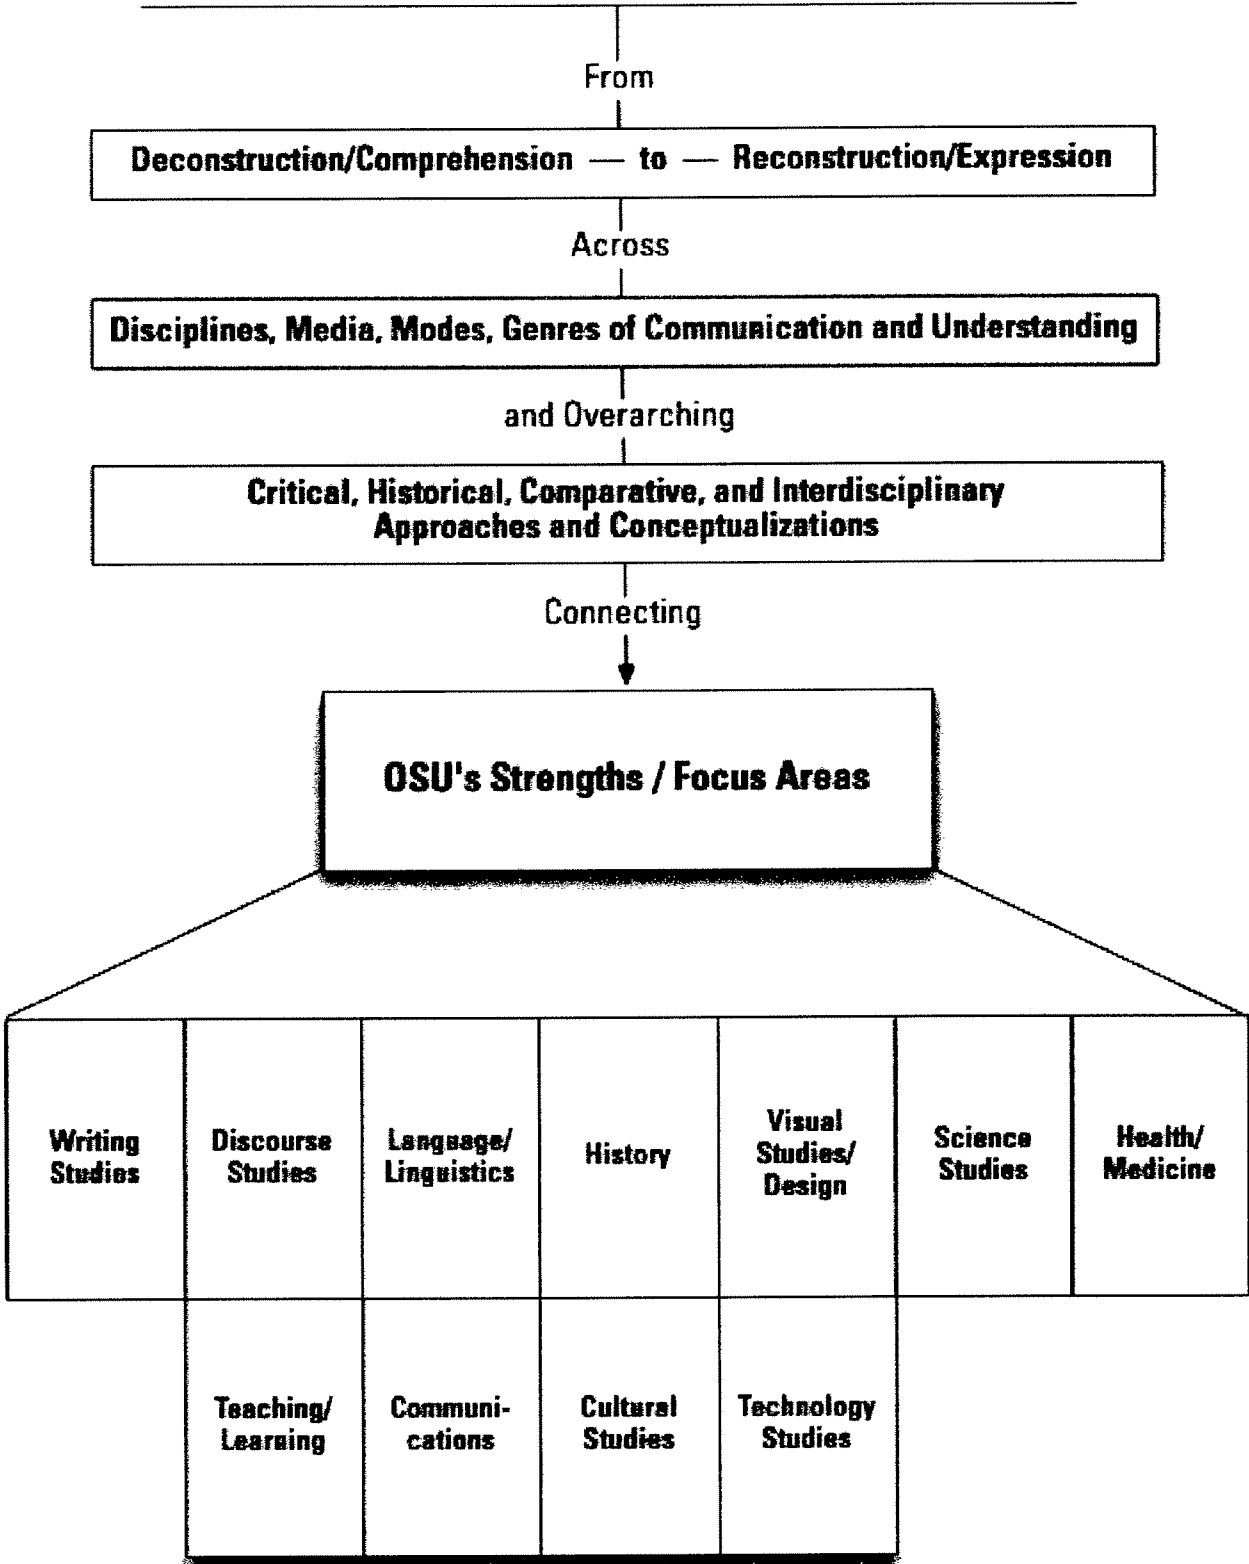 From
Deconstruction/Comprehension — to — Reconstruction/Expression
Across
Disciplines, Media, Modes, Genres of Communication and Understanding
and Overarching
Critical, Historical, Comparative, and Interdisciplinary
Approaches and Conceptualizations
Connecting
OSU's Strengths / Focus Areas
Writing
Studies
Discourse
Studies
Language/
Linguistics
History
Visual
Studies/
Design
Science
Studies
Health/
Medicine
Teaching/
Learning
Communi-
cations
Cultural
Studies
Technology
Studies